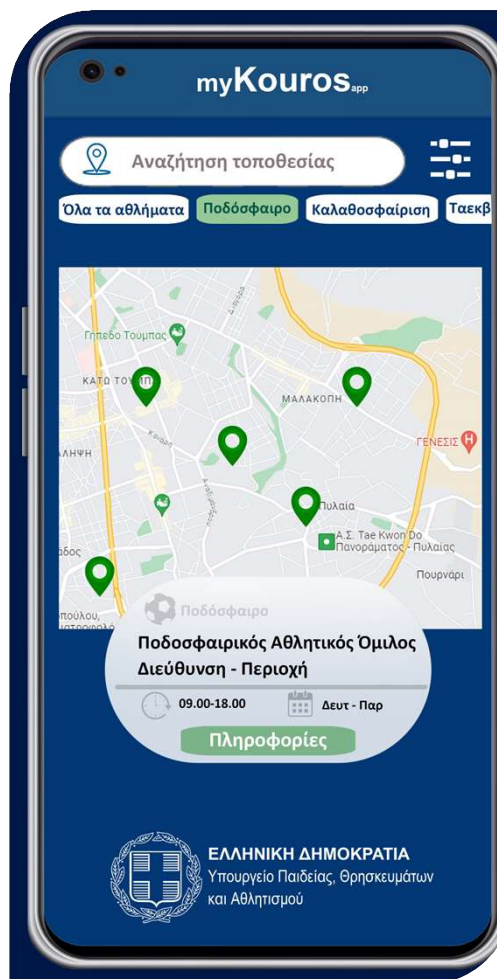 myKouros app
Αναζήτηση τοποθεσίας
Όλα τα αθλήματα Ποδόσφαιρο Καλαθοσφαίριση Ταεκβ
Γήπεδο Τούμπας
ΚΑΤΩ ΤΟΥΜΠ
ΜΑΛΑΚΟΠΗ
ΓΕΝΕΣΙΣ
Πυλαία
Α.Σ. Tae Kwon Do
Πανοράματος - Πυλαίας
Πουρνάρι
Ποδόσφαιρο
Ποδοσφαιρικός Αθλητικός Όμιλος
Διεύθυνση - Περιοχή
09.00-18.00 Δευτ - Παρ
Πληροφορίες
ΕΛΛΗΝΙΚΗ ΔΗΜΟΚΡΑΤΙΑ
Υπουργείο Παιδείας, Θρησκευμάτων
και Αθλητισμού